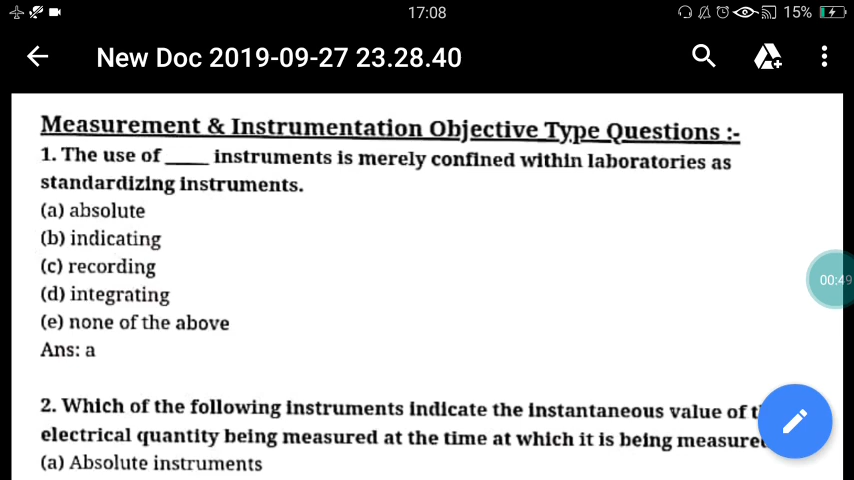 17:08
15%
New Doc 2019-09-27 23.28.40
Measurement & Instrumentation Objective Type Questions :-
1. The use of _____ instruments is merely confined within laboratories as
standardizing instruments.
(a) absolute
(b) indicating
(c) recording
(d) integrating
(e) none of the above
Ans: a
00:49
2. Which of the following instruments indicate the instantaneous value of
electrical quantity being measured at the time at which it is being
(a) Absolute instruments